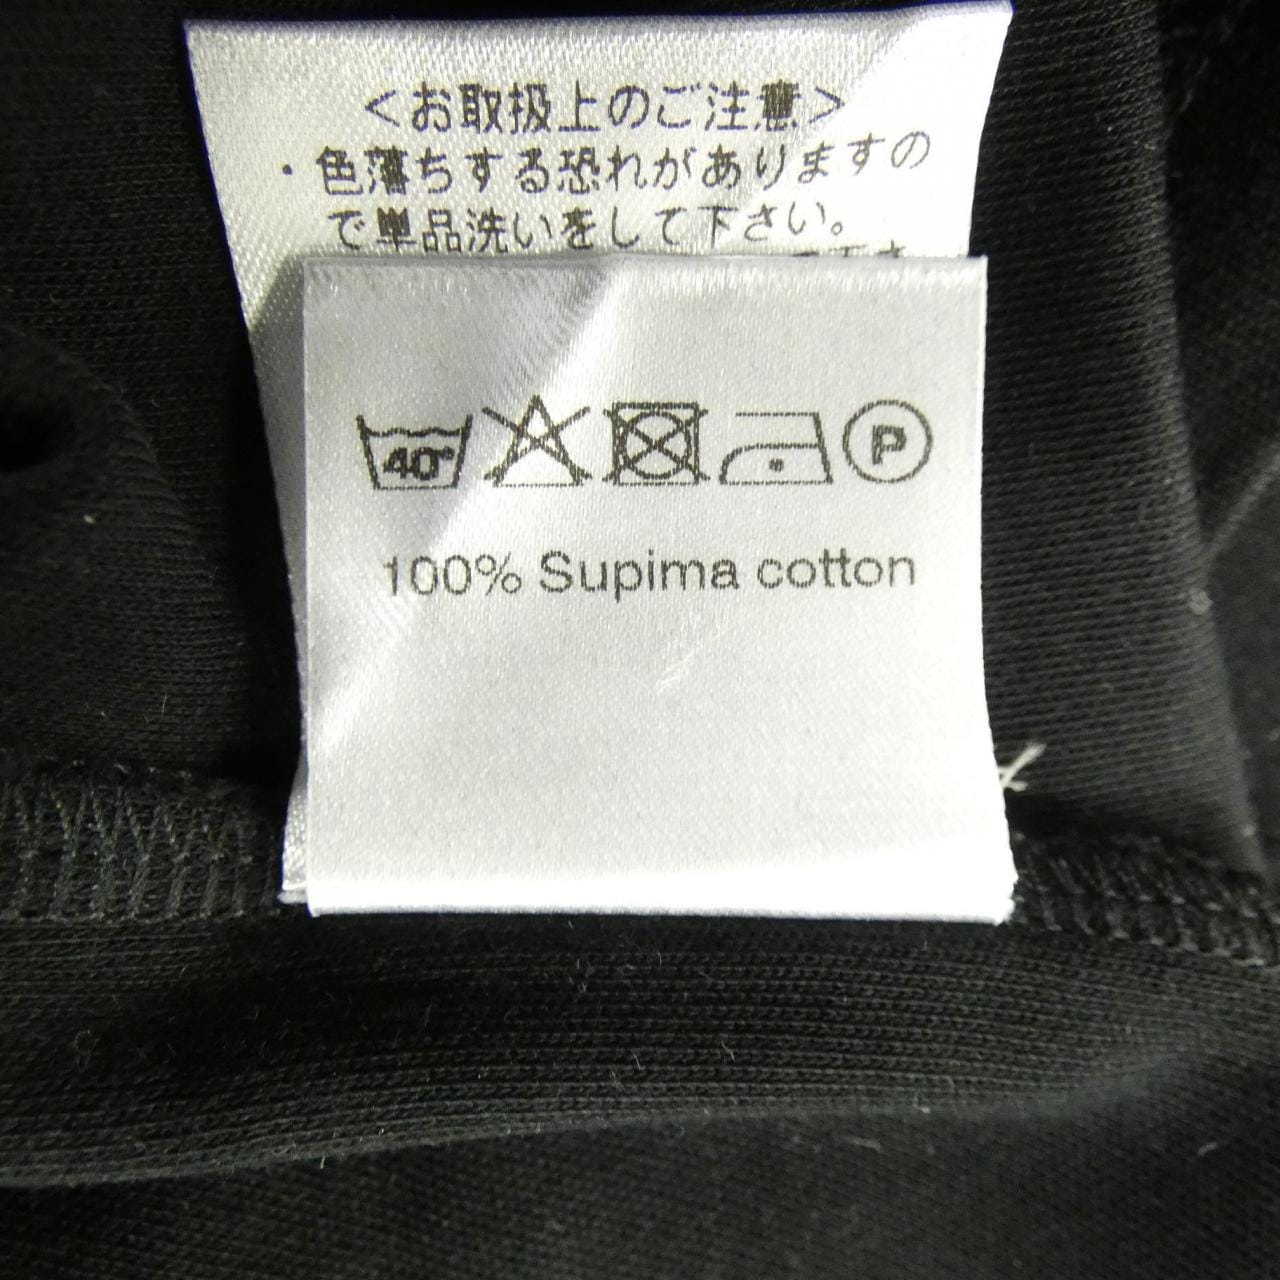 ＜お取扱上のご注意＞
・色落ちする恐れがありますの
で単品洗いをして下さい。
40°
P
100% Supima cotton